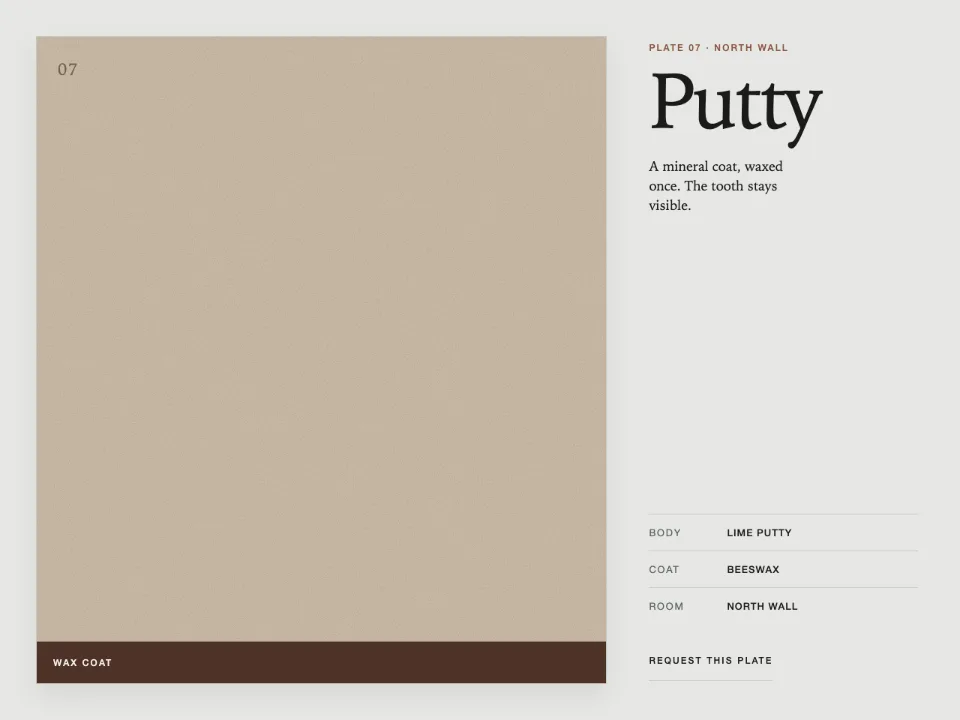 07
WAX COAT
PLATE 07 · NORTH WALL
Putty
A mineral coat, waxed
once. The tooth stays
visible.
BODY LIME PUTTY
COAT BEESWAX
ROOM NORTH WALL
REQUEST THIS PLATE